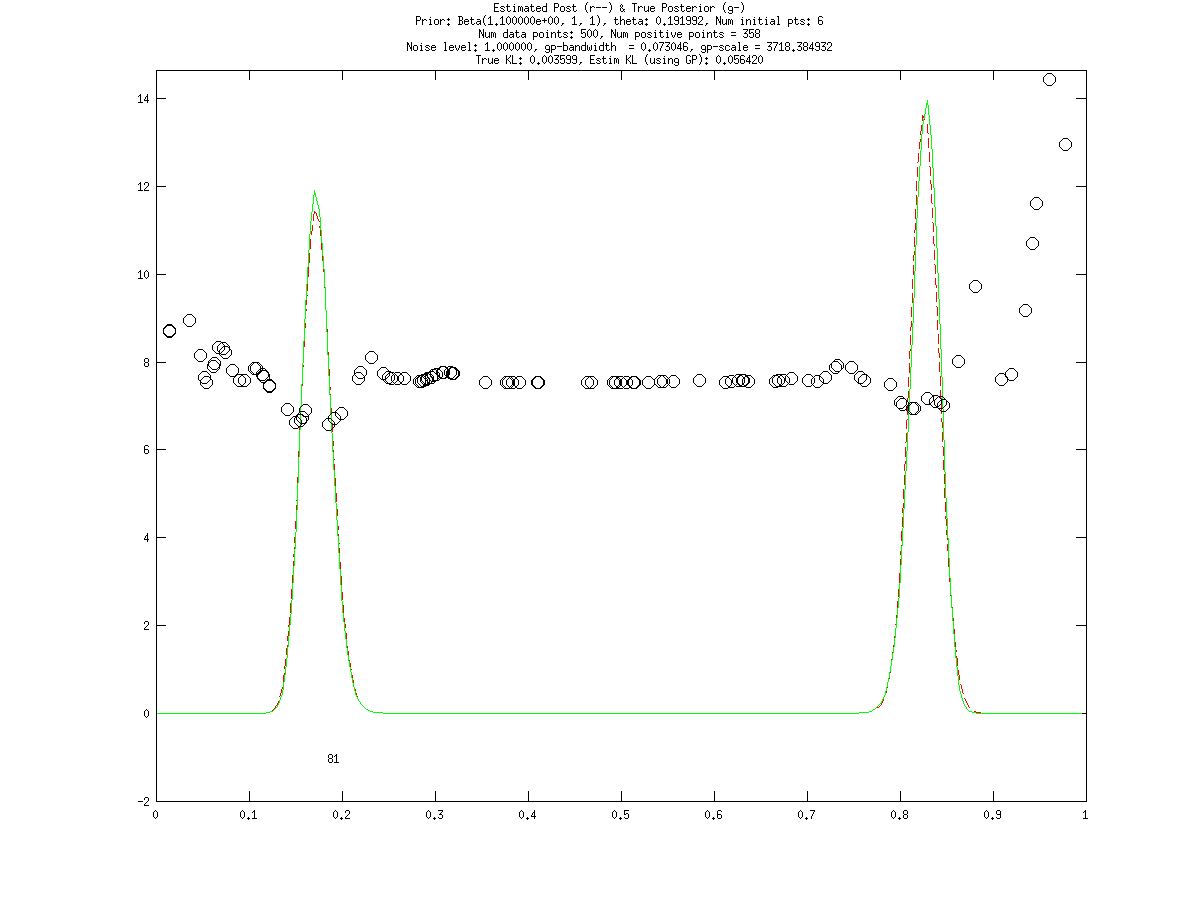 Estimated Post (r--) & True Posterior (g-)
Prior: Beta(1.100000e+00, 1, 1), theta: 0.191992, Num initial pts: 6
Num data points: 500, Num positive points = 358
Noise level: 1.000000, gp-bandwidth  = 0.073046, gp-scale = 3718.384932
True KL: 0.003599, Estim KL (using GP): 0.056420
14
12
10
8
6
4
2
0
81
-2
0 0.1 0.2 0.3 0.4 0.5 0.6 0.7 0.8 0.9 1